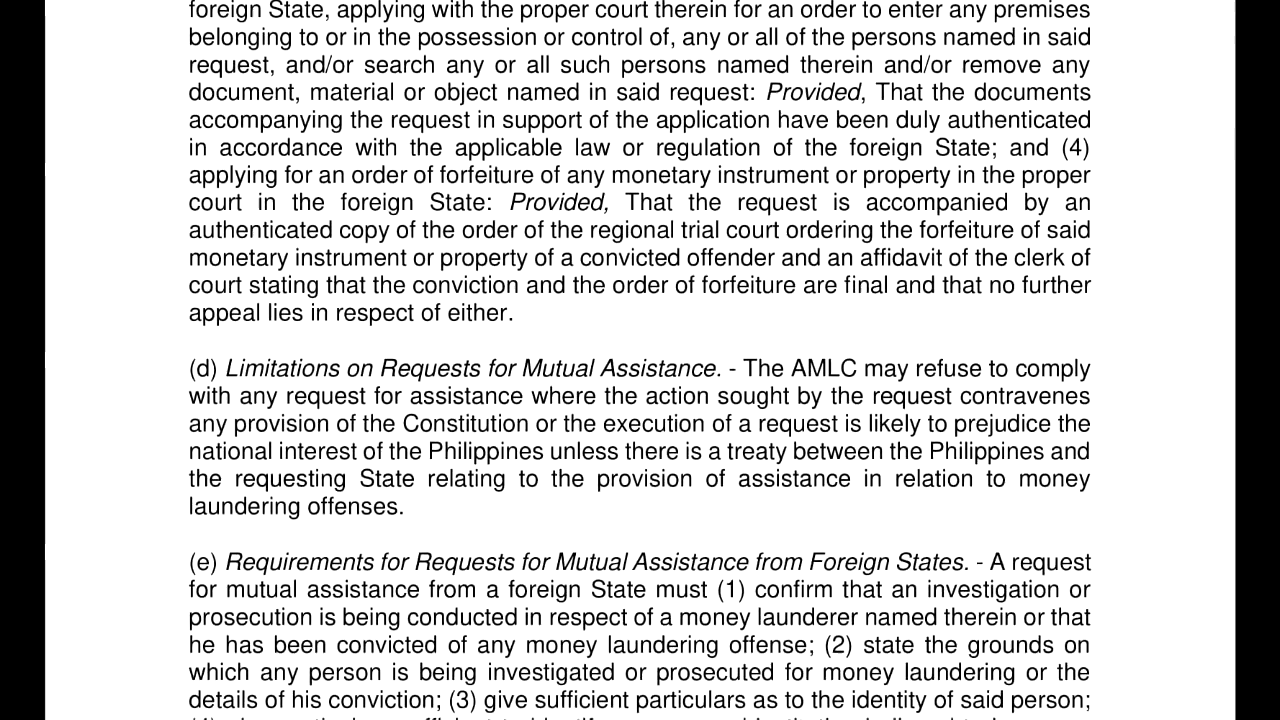 foreign State, applying with the proper court therein for an order to enter any premises
belonging to or in the possession or control of, any or all of the persons named in said
request, and/or search any or all such persons named therein and/or remove any
document, material or object named in said request: Provided, That the documents
accompanying the request in support of the application have been duly authenticated
in accordance with the applicable law or regulation of the foreign State; and (4)
applying for an order of forfeiture of any monetary instrument or property in the proper
court in the foreign State: Provided, That the request is accompanied by an
authenticated copy of the order of the regional trial court ordering the forfeiture of said
monetary instrument or property of a convicted offender and an affidavit of the clerk of
court stating that the conviction and the order of forfeiture are final and that no further
appeal lies in respect of either.
(d) Limitations on Requests for Mutual Assistance. - The AMLC may refuse to comply
with any request for assistance where the action sought by the request contravenes
any provision of the Constitution or the execution of a request is likely to prejudice the
national interest of the Philippines unless there is a treaty between the Philippines and
the requesting State relating to the provision of assistance in relation to money
laundering offenses.
(e) Requirements for Requests for Mutual Assistance from Foreign States. - A request
for mutual assistance from a foreign State must (1) confirm that an investigation or
prosecution is being conducted in respect of a money launderer named therein or that
he has been convicted of any money laundering offense; (2) state the grounds on
which any person is being investigated or prosecuted for money laundering or the
details of his conviction; (3) give sufficient particulars as to the identity of said person;